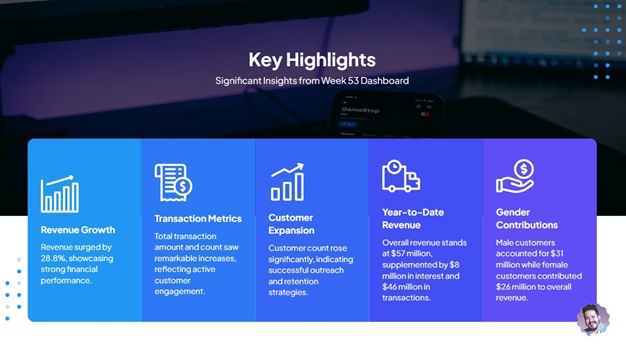 Key Highlights
Significant Insights from Week 53 Dashboard
GameStop
Revenue Growth
Revenue surged by
28.8%, showcasing
strong financial
performance.
Transaction Metrics
Total transaction
amount and count saw
remarkable increases,
reflecting active
customer
engagement.
Customer
Expansion
Customer count rose
significantly, indicating
successful outreach
and retention
strategies.
Year-to-Date
Revenue
Overall revenue stands
at $57 million,
supplemented by $8
million in interest and
$46 million in
transactions.
Gender
Contributions
Male customers
accounted for $31
million while female
customers contributed
$26 million to overall
revenue.